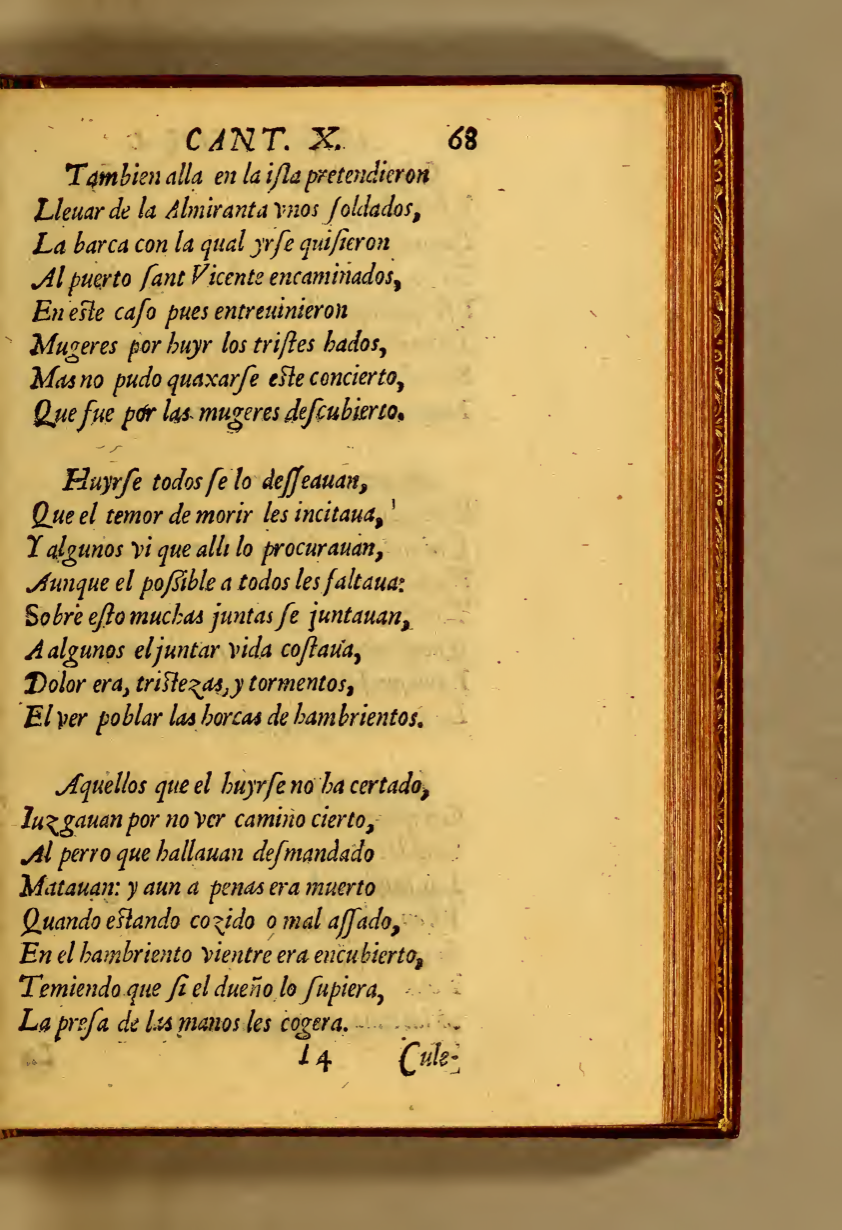 CANT. X. 68
Tambien alla en la iſla pretendieron
Lleuar de la Almiranta vnos ſoldados,
La barca con la qual yrſe quiſieron
Al puerto ſant Vicente encaminados,
En eſte caſo pues entreuinieron
Mugeres por huyr los triſtes hados,
Mas no pudo quaxarſe eſte concierto,
Que fue por las mugeres deſcubierto.
Huyrſe todos ſe lo deſſeauan,
Que el temor de morir les incitaua,
Y algunos vi que alli lo procurauan,
Aunque el poſsible a todos les faltaua:
Sobre eſto muchas juntas ſe juntauan,
A algunos el juntar vida coſtaua,
Dolor era, triſtezas, y tormentos,
El ver poblar las horcas de hambrientos.
Aquellos que el huyrſe no ha certado,
Iuzgauan por no ver camino cierto,
Al perro que hallauan deſmandado
Matauan: y aun a penas era muerto
Quando eſtando cozido o mal aſſado,
En el hambriento vientre era encubierto,
Temiendo que ſi el dueño lo ſupiera,
La preſa de las manos les cogera.
I 4 Cule-